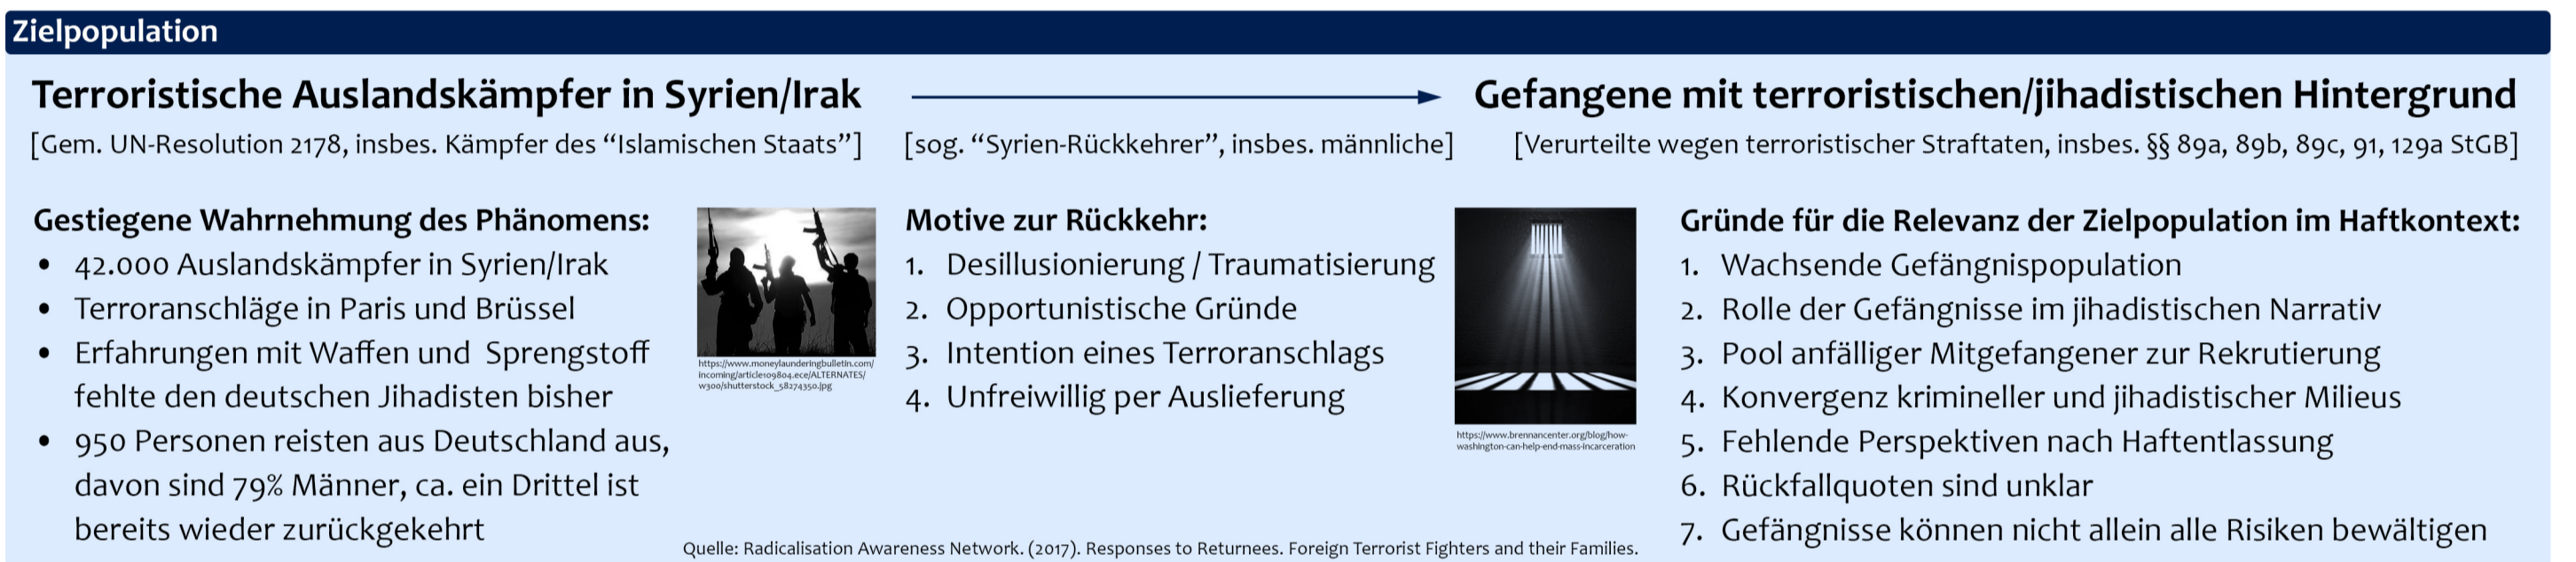 Zielpopulation
Terroristische Auslandskämpfer in Syrien/Irak
[Gem. UN-Resolution 2178, insbes. Kämpfer des “Islamischen Staats”]
[sog. “Syrien-Rückkehrer”, insbes. männliche]
Gefangene mit terroristischen/jihadistischen Hintergrund
[Verurteilte wegen terroristischer Straftaten, insbes. §§ 89a, 89b, 89c, 91, 129a StGB]
Gestiegene Wahrnehmung des Phänomens:
• 42.000 Auslandskämpfer in Syrien/Irak
• Terroranschläge in Paris und Brüssel
• Erfahrungen mit Waffen und Sprengstoff
fehlte den deutschen Jihadisten bisher
• 950 Personen reisten aus Deutschland aus,
davon sind 79% Männer, ca. ein Drittel ist
bereits wieder zurückgekehrt
https://www.moneylaunderingbulletin.com/
incoming/article109804.ece/ALTERNATES/
w300/shutterstock_58274350.jpg
Motive zur Rückkehr:
1. Desillusionierung / Traumatisierung
2. Opportunistische Gründe
3. Intention eines Terroranschlags
4. Unfreiwillig per Auslieferung
https://www.brennancenter.org/blog/how-
washington-can-help-end-mass-incarceration
Gründe für die Relevanz der Zielpopulation im Haftkontext:
1. Wachsende Gefängnispopulation
2. Rolle der Gefängnisse im jihadistischen Narrativ
3. Pool anfälliger Mitgefangener zur Rekrutierung
4. Konvergenz krimineller und jihadistischer Milieus
5. Fehlende Perspektiven nach Haftentlassung
6. Rückfallquoten sind unklar
7. Gefängnisse können nicht allein alle Risiken bewältigen
Quelle: Radicalisation Awareness Network. (2017). Responses to Returnees. Foreign Terrorist Fighters and their Families.